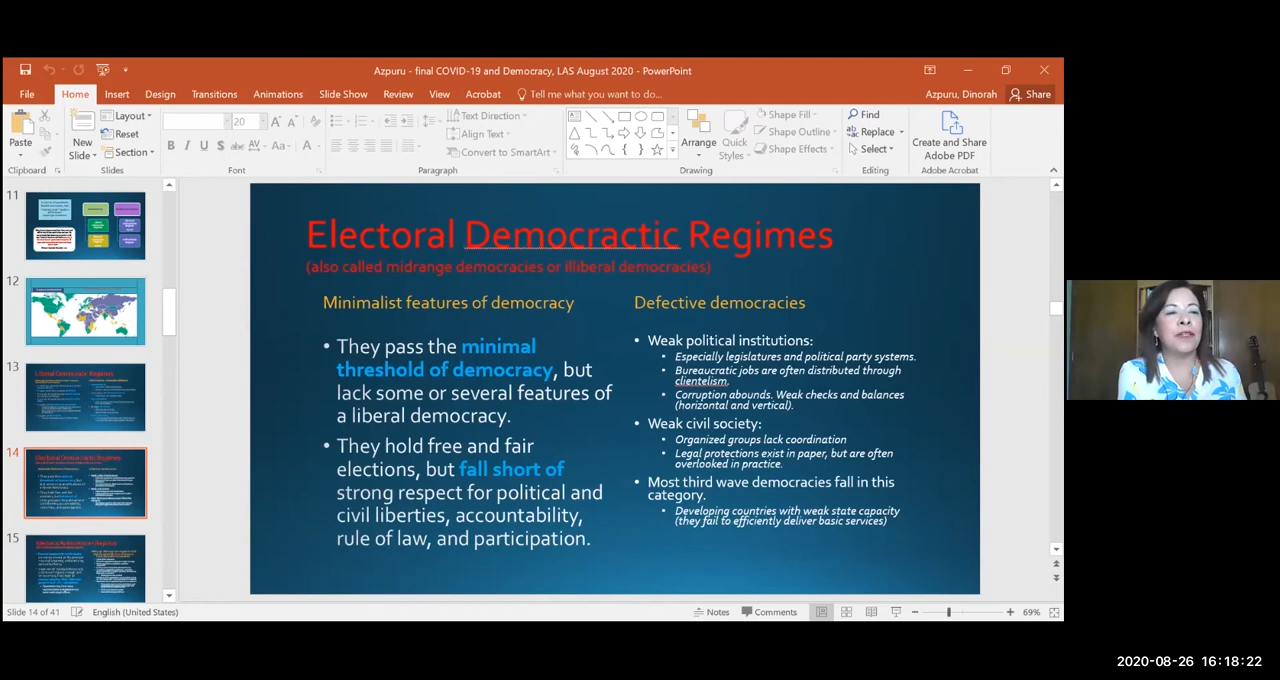 Azpuru - final COVID-19 and Democracy, LAS August 2020 - PowerPoint
File Home Insert Design Transitions Animations Slide Show Review View Acrobat Tell me what you want to do... Azpuru, Dinorah Share
Paste
Clipboard
New
Slide
Layout
Reset
Section
Slides
20
B I U S abc AV Aa A
Font
Text Direction
Align Text
Convert to SmartArt
Paragraph
Arrange
Quick
Styles
Shape Fill
Shape Outline
Shape Effects
Drawing
Find
Replace
Select
Editing
Create and Share
Adobe PDF
Adobe Acrobat
11
12
13
Liberal Democratic Regimes
14
Electoral Democractic Regimes
15
Electoral Democractic Regimes
(also called midrange democracies or illiberal democracies)
Minimalist features of democracy
• They pass the minimal
threshold of democracy, but
lack some or several features of
a liberal democracy.
• They hold free and fair
elections, but fall short of
strong respect for political and
civil liberties, accountability,
rule of law, and participation.
Defective democracies
• Weak political institutions:
• Especially legislatures and political party systems.
• Bureaucratic jobs are often distributed through
clientelism.
• Corruption abounds. Weak checks and balances
(horizontal and vertical).
• Weak civil society:
• Organized groups lack coordination
• Legal protections exist in paper, but are often
overlooked in practice.
• Most third wave democracies fall in this
category.
• Developing countries with weak state capacity
(they fail to efficiently deliver basic services)
Slide 14 of 41 English (United States) Notes Comments 69%
2020-08-26 16:18:22